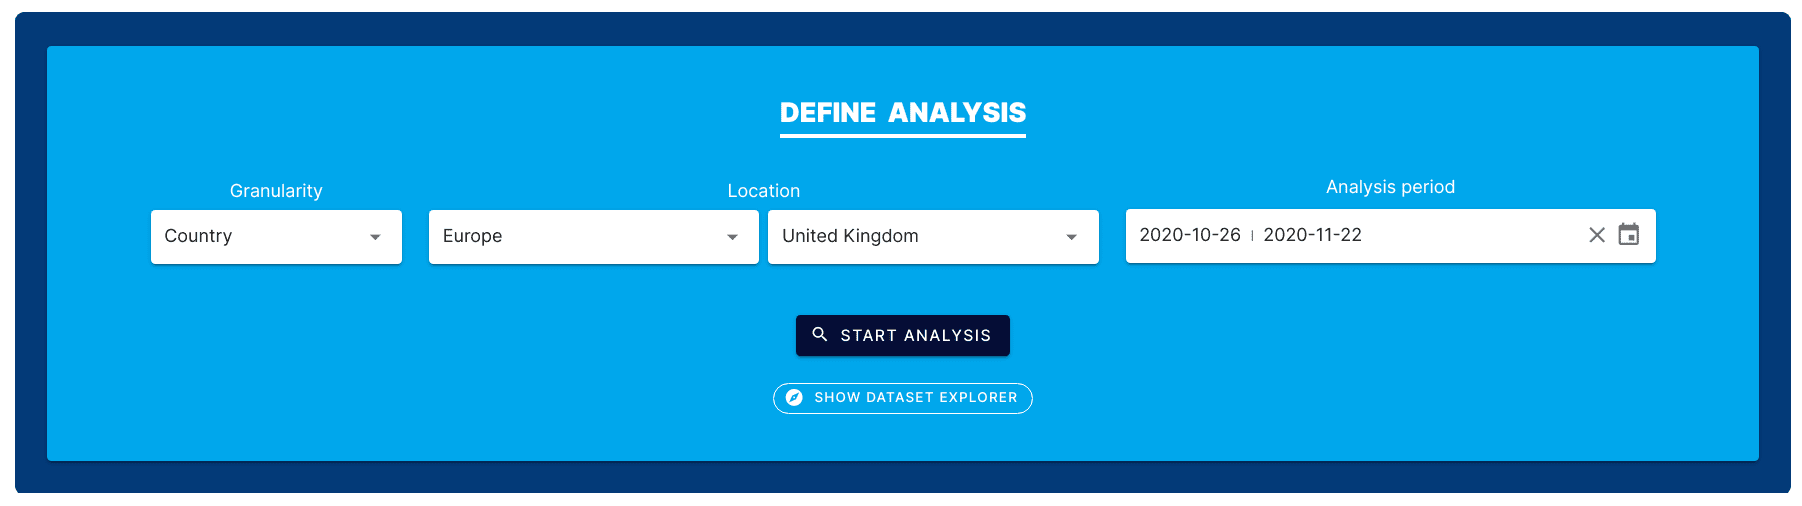 DEFINE ANALYSIS
Granularity
Location
Analysis period
Country
Europe
United Kingdom
2020-10-26 | 2020-11-22
START ANALYSIS
SHOW DATASET EXPLORER